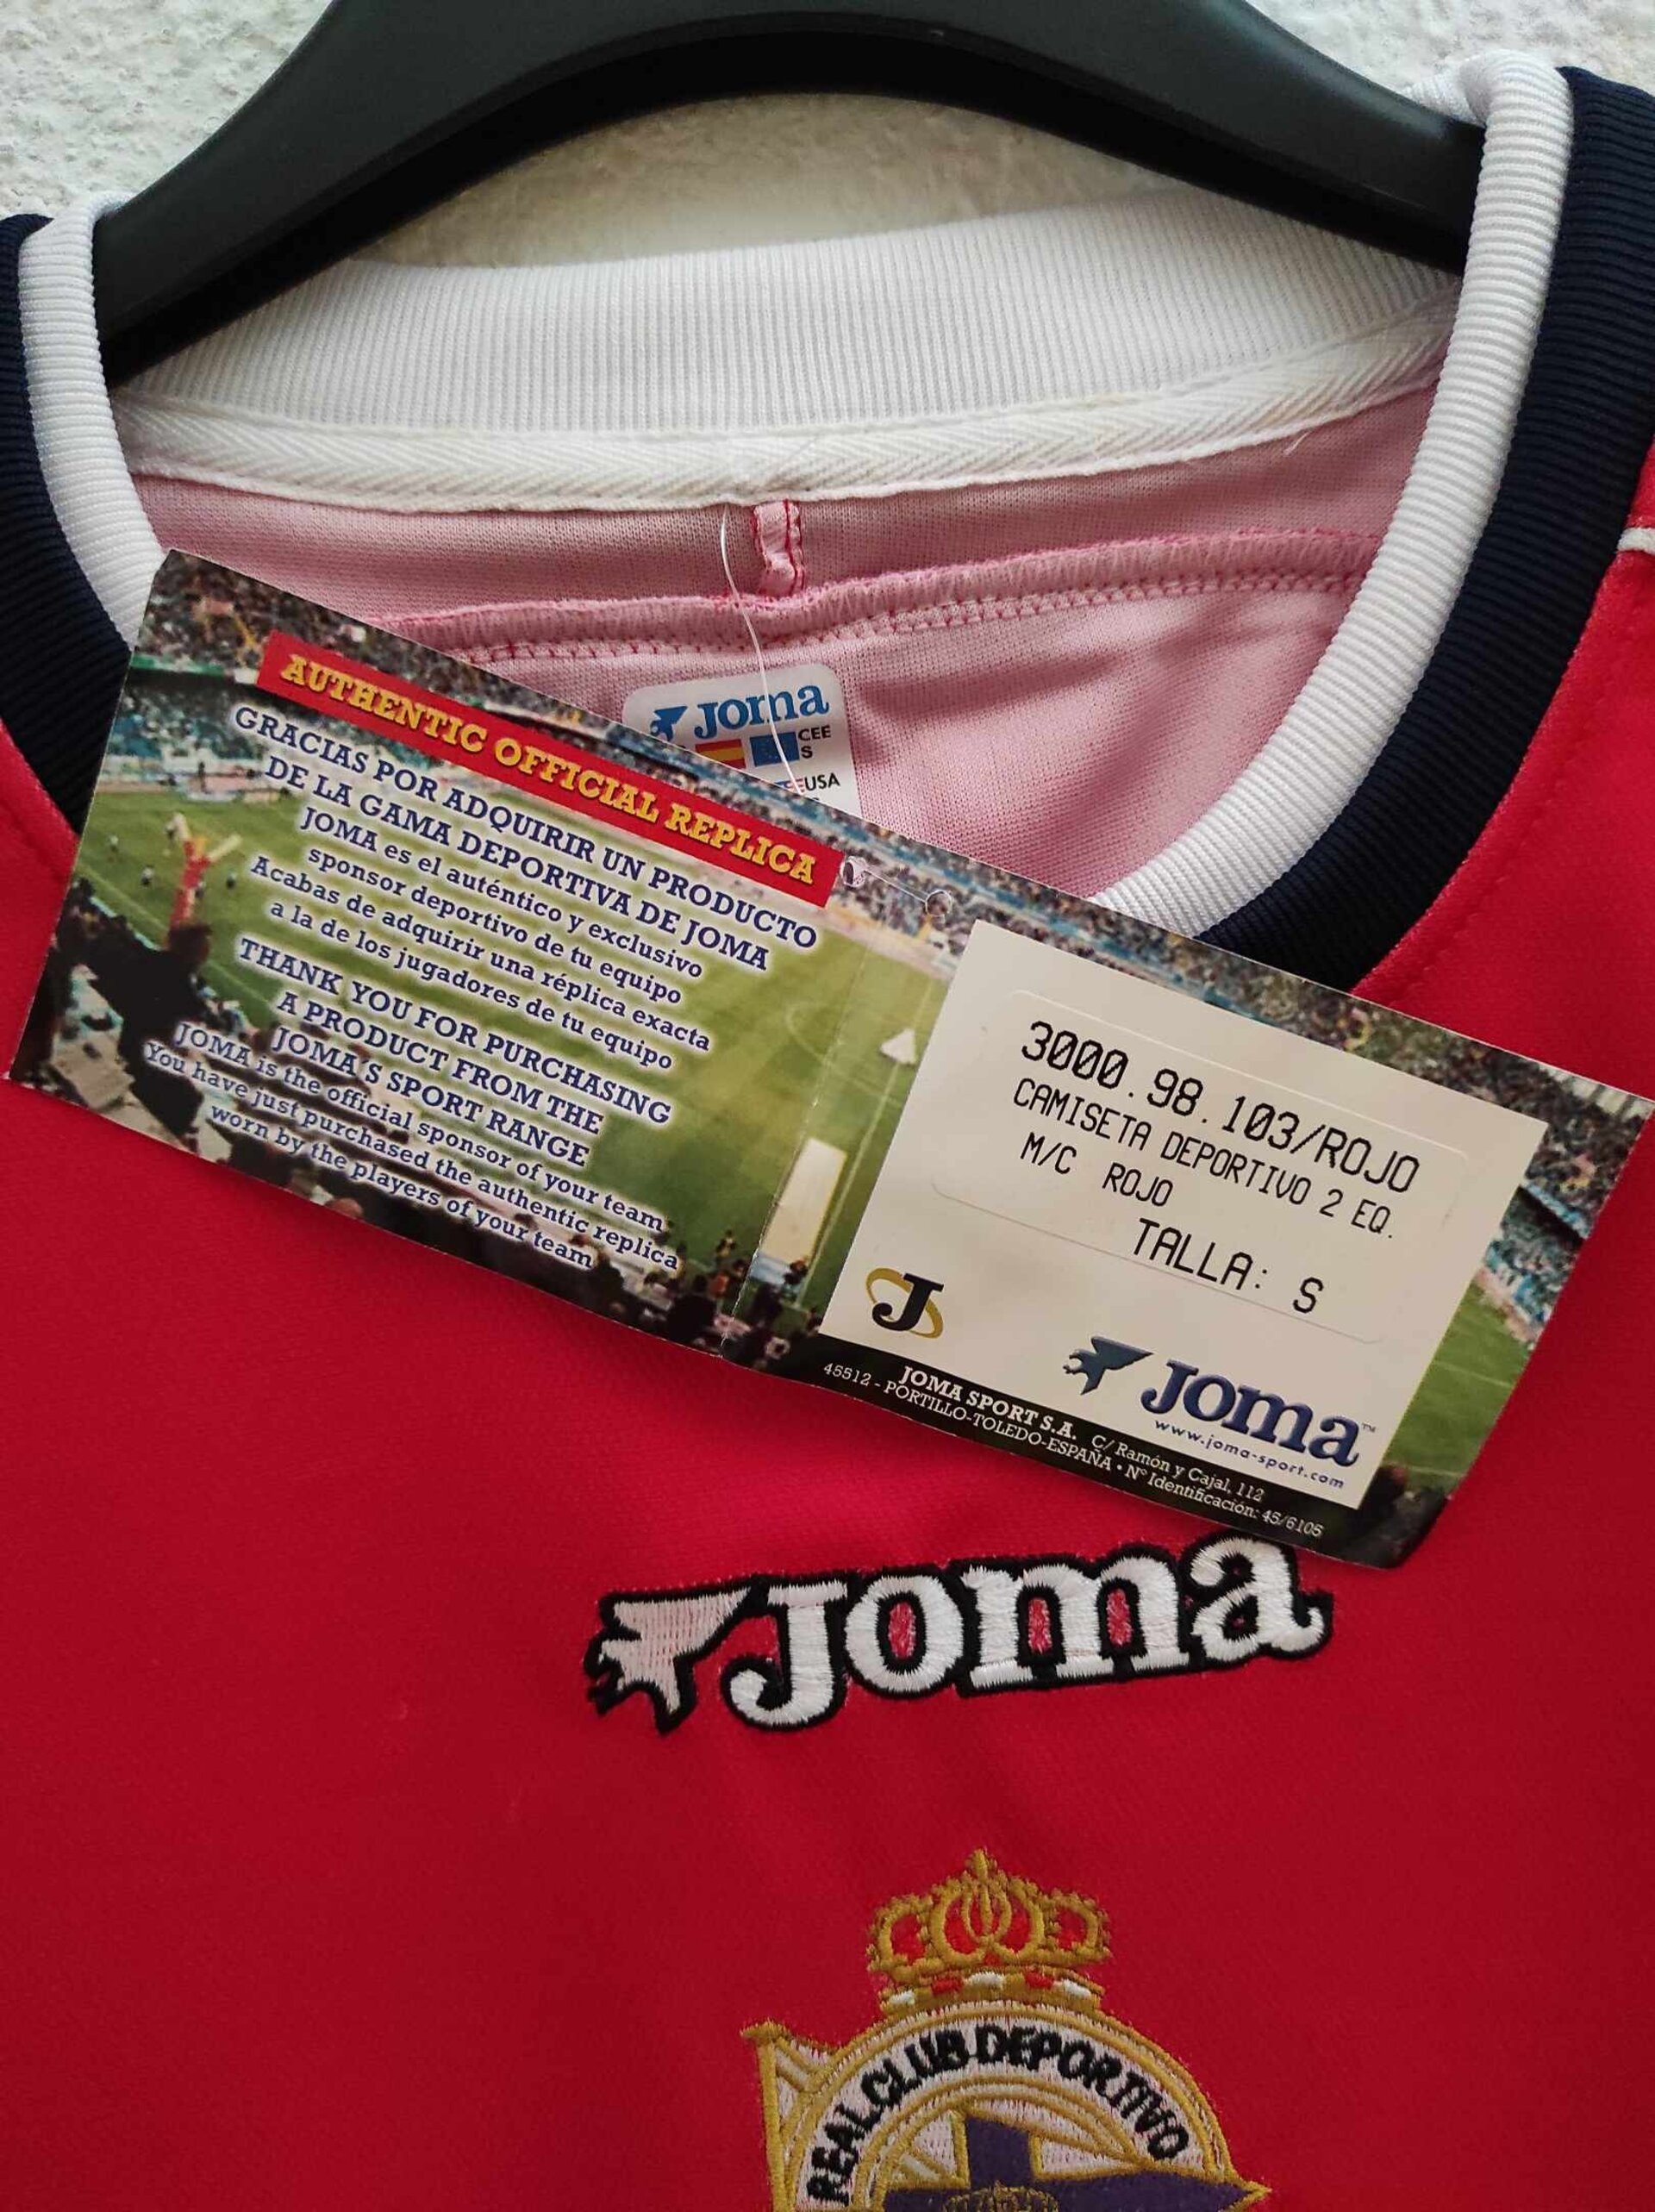 Joma
CEE
S
USA
AUTHENTIC OFFICIAL REPLICA
GRACIAS POR ADQUIRIR UN PRODUCTO
DE LA GAMA DEPORTIVA DE JOMA
JOMA es el auténtico y exclusivo
sponsor deportivo de tu equipo
Acabas de adquirir una réplica exacta
a la de los jugadores de tu equipo
THANK YOU FOR PURCHASING
A PRODUCT FROM THE
JOMA´S SPORT RANGE
JOMA is the official sponsor of your team
You have just purchased the authentic replica
worn by the players of your team
3000.98.103/ROJO
CAMISETA DEPORTIVO 2 EQ.
M/C ROJO
TALLA: S
J
Joma™
www.joma-sport.com
JOMA SPORT S.A. C/ Ramón y Cajal, 112
45512 - PORTILLO-TOLEDO-ESPAÑA • Nº Identificación: 45/6105
Joma
REAL CLUB DEPORTIVO